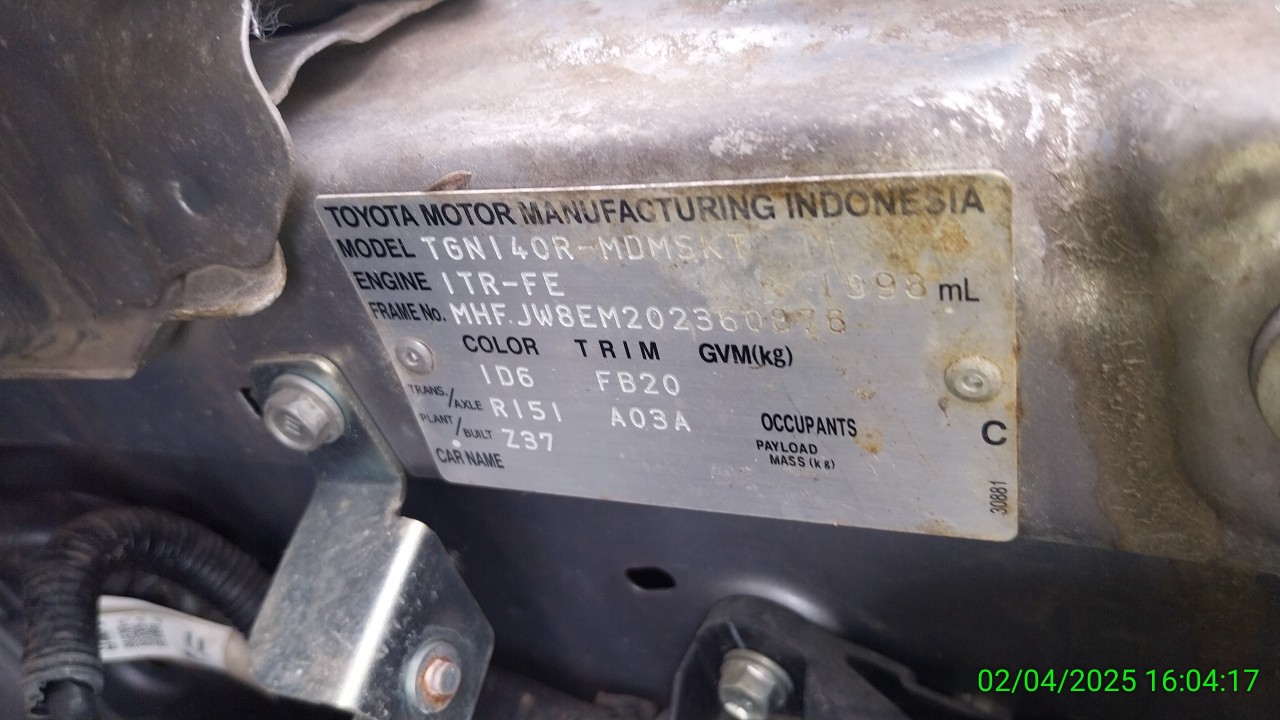 TOYOTA MOTOR MANUFACTURING INDONESIA
MODEL TGN140R-MDMSKT
ENGINE 1TR-FE 1998 mL
FRAME No. MHFJW8EM202360976
COLOR TRIM GVM(kg)
1D6 FB20
TRANS./AXLE R151 A03A OCCUPANTS C
PLANT/BUILT Z37 PAYLOAD MASS (kg)
CAR NAME
30881
02/04/2025 16:04:17